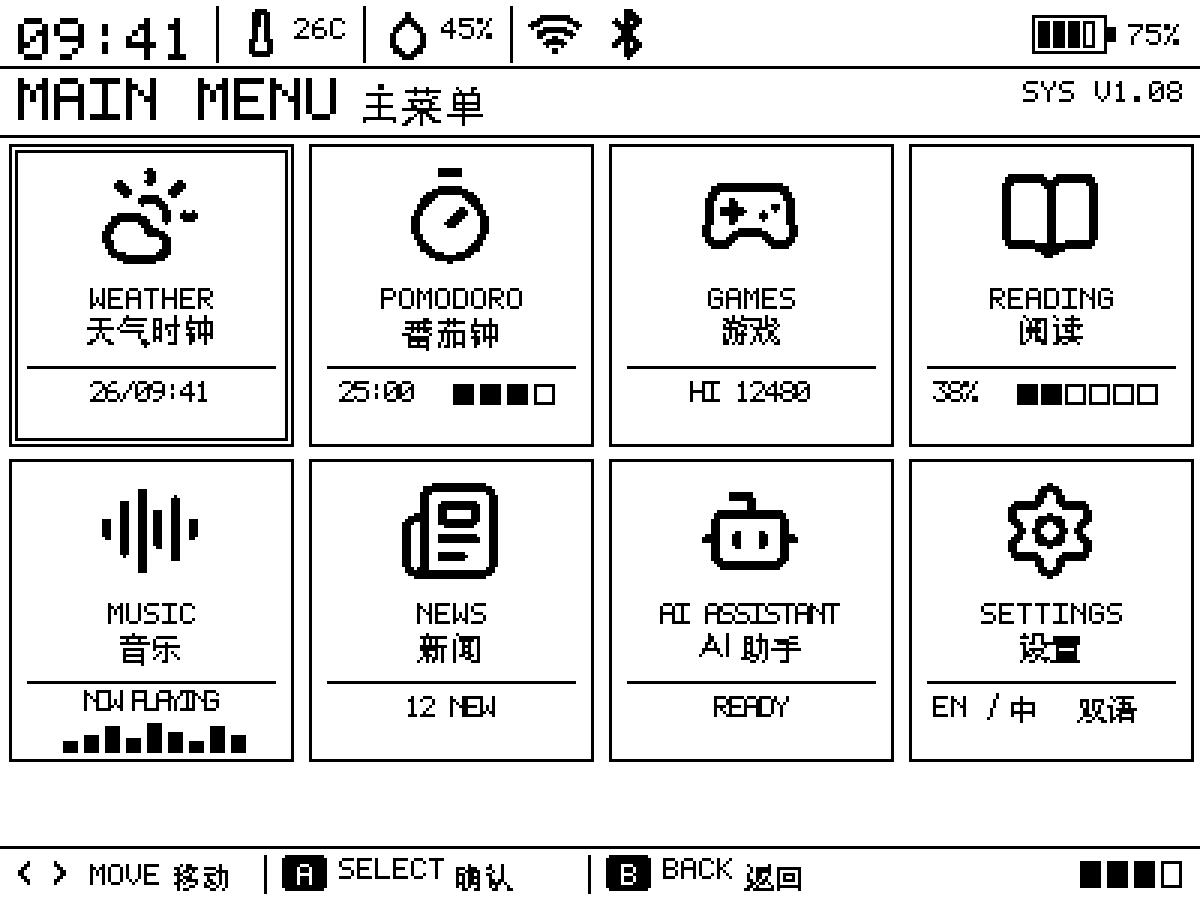 09:41 26C 45% 75%
MAIN MENU 主菜单 SYS V1.08
WEATHER
天气时钟
26/09:41
POMODORO
番茄钟
25:00
GAMES
游戏
HI 12480
READING
阅读
38%
MUSIC
音乐
NOW PLAYING
NEWS
新闻
12 NEW
AI ASSISTANT
AI 助手
READY
SETTINGS
设置
EN / 中 双语
< > MOVE 移动 A SELECT 确认 B BACK 返回